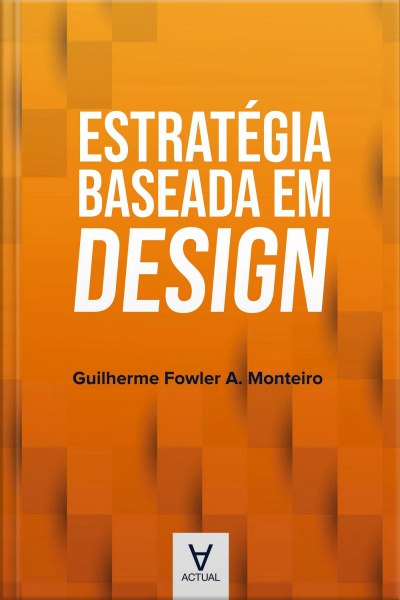 ESTRATÉGIA
BASEADA EM
DESIGN
Guilherme Fowler A. Monteiro
ACTUAL